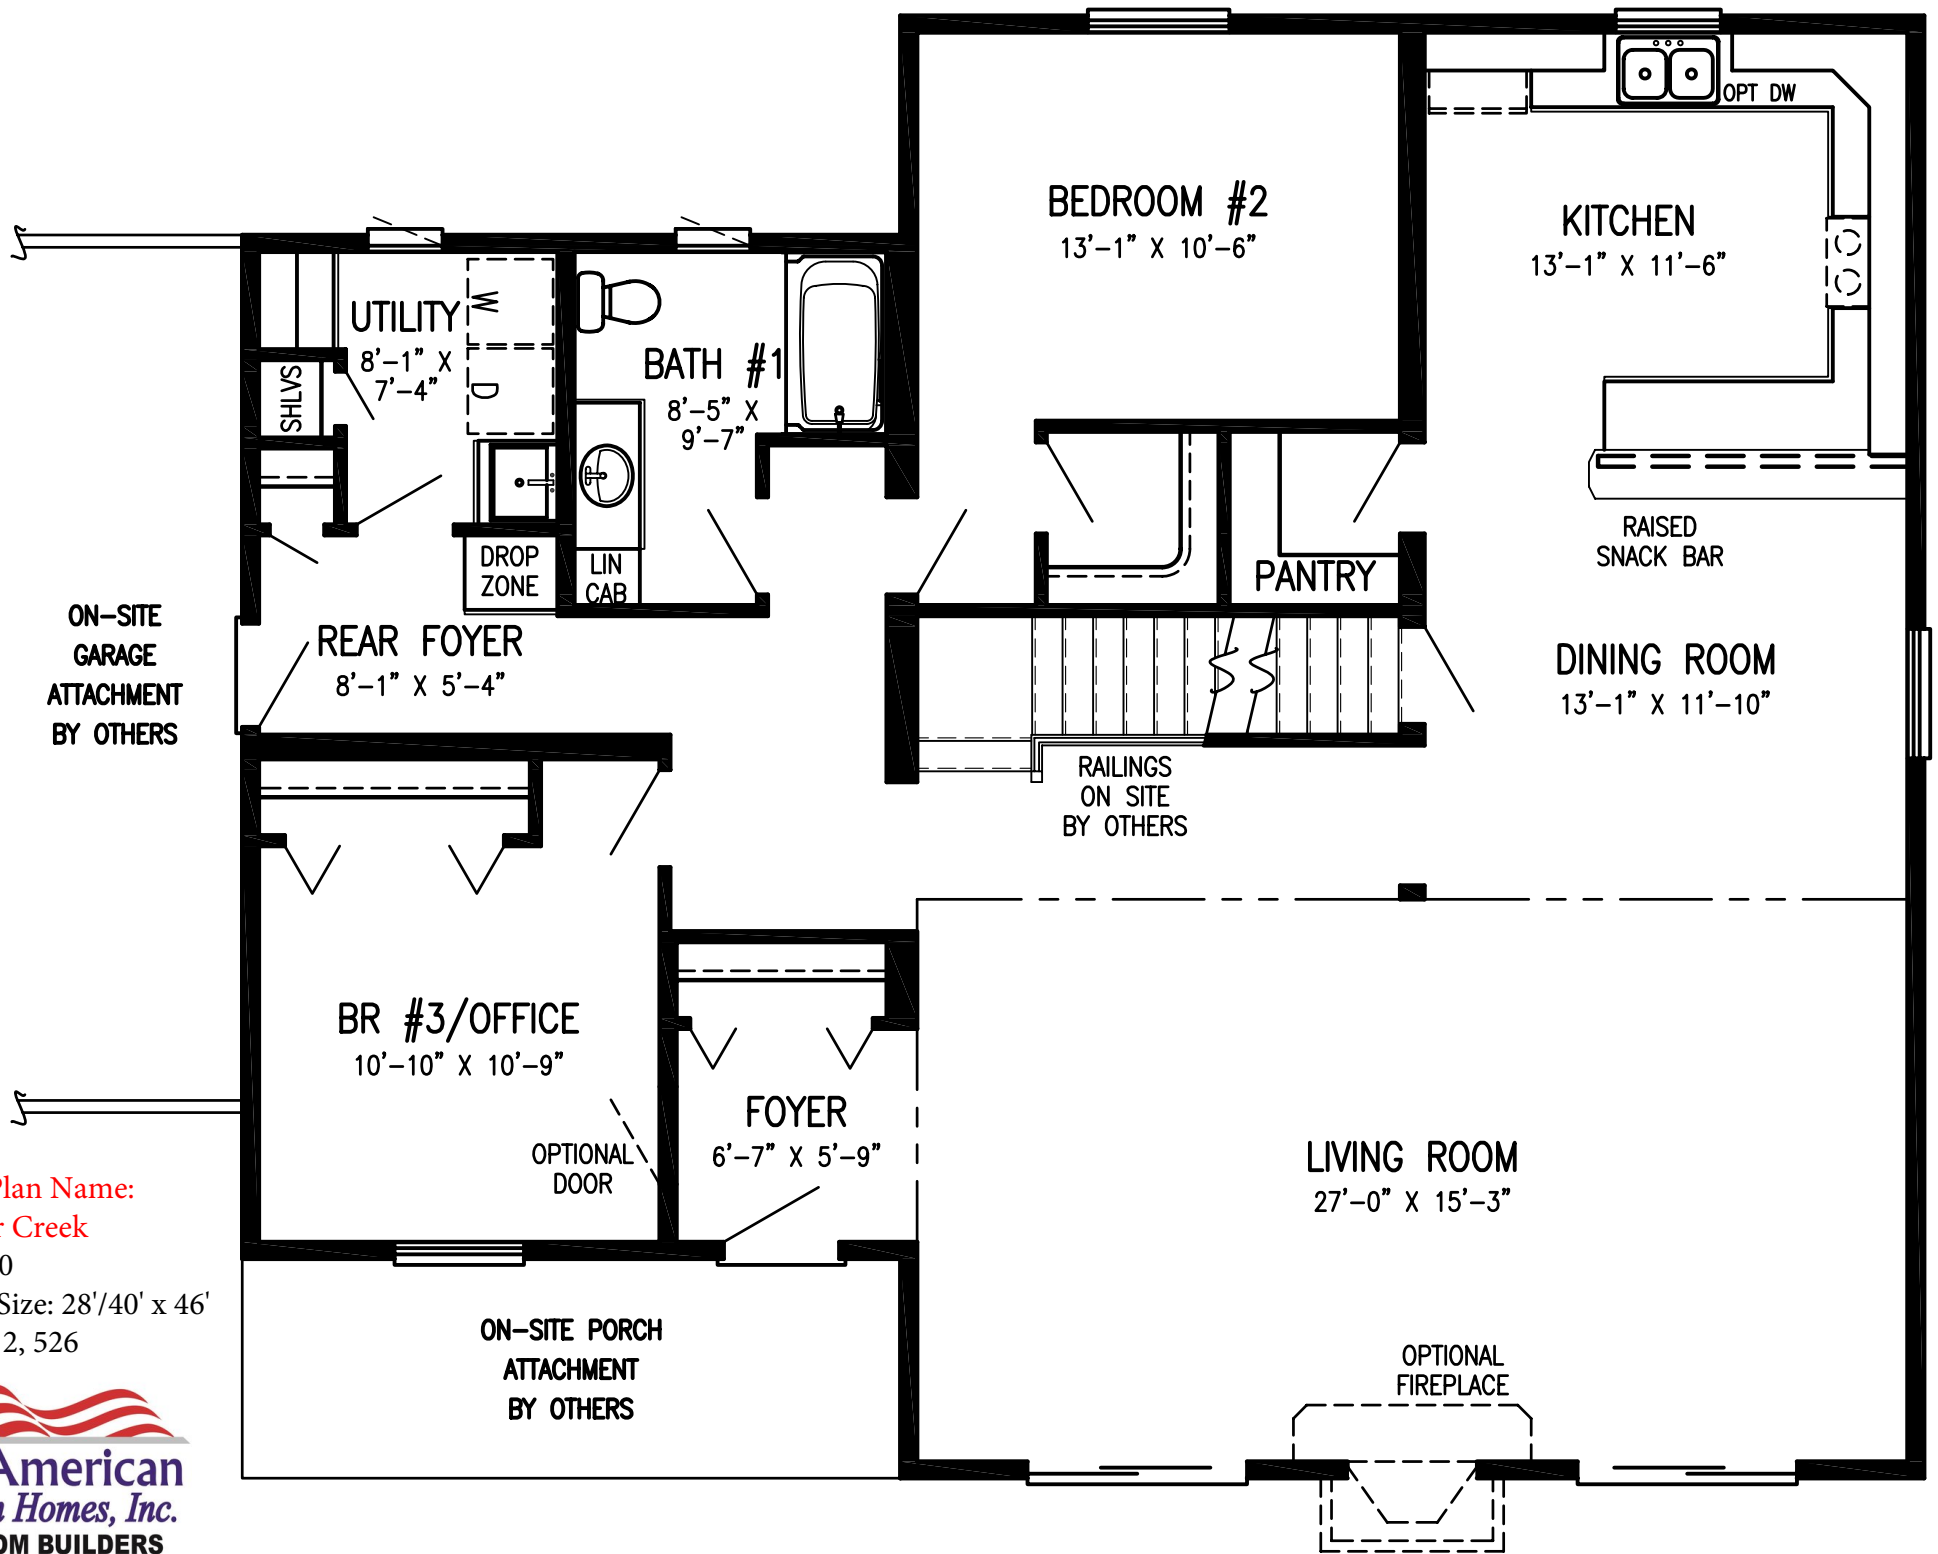 BEDROOM #2
13'-1" X 10'-6"
OPT DW
KITCHEN
13'-1" X 11'-6"
UTILITY
8'-1" X
7'-4"
W
D
SHLVS
BATH #1
8'-5" X
9'-7"
LIN
CAB
DROP
ZONE
PANTRY
RAISED
SNACK BAR
ON-SITE
GARAGE
ATTACHMENT
BY OTHERS
REAR FOYER
8'-1" X 5'-4"
DINING ROOM
13'-1" X 11'-10"
RAILINGS
ON SITE
BY OTHERS
BR #3/OFFICE
10'-10" X 10'-9"
OPTIONAL
DOOR
FOYER
6'-7" X 5'-9"
LIVING ROOM
27'-0" X 15'-3"
OPTIONAL
FIREPLACE
ON-SITE PORCH
ATTACHMENT
BY OTHERS
Plan Name:
Creek
0
Size: 28'/40' x 46'
2, 526
American
Homes, Inc.
BUILDERS